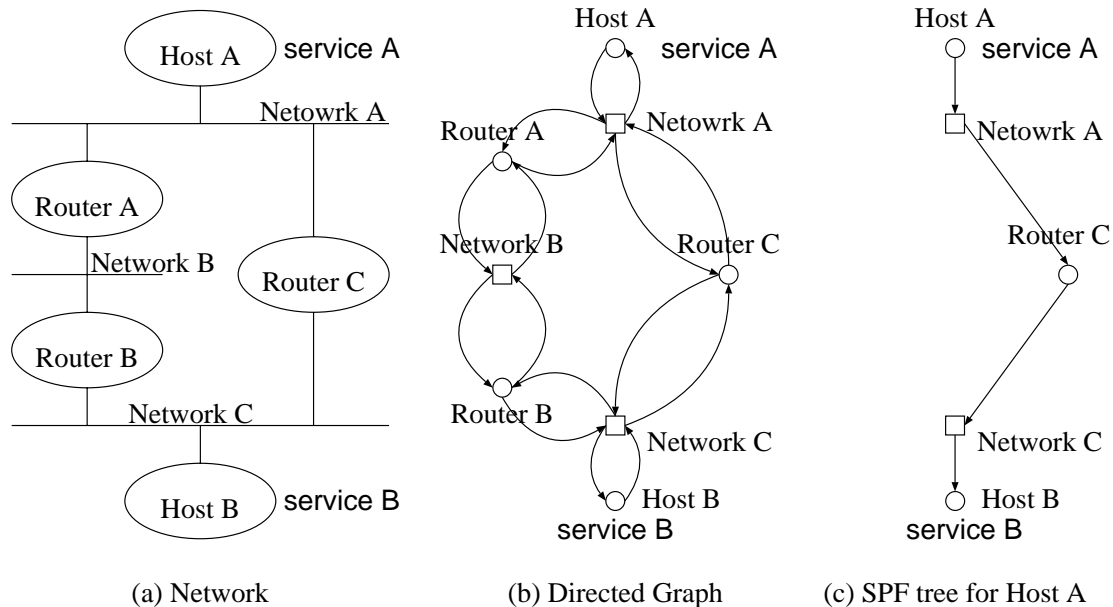 Host A
service A
Netowrk A
Router A
Network B
Router C
Router B
Network C
Host B
service B
(a) Network
Host A
service A
Router A
Netowrk A
Network B
Router C
Router B
Network C
Host B
service B
(b) Directed Graph
Host A
service A
Netowrk A
Router C
Network C
Host B
service B
(c) SPF tree for Host A